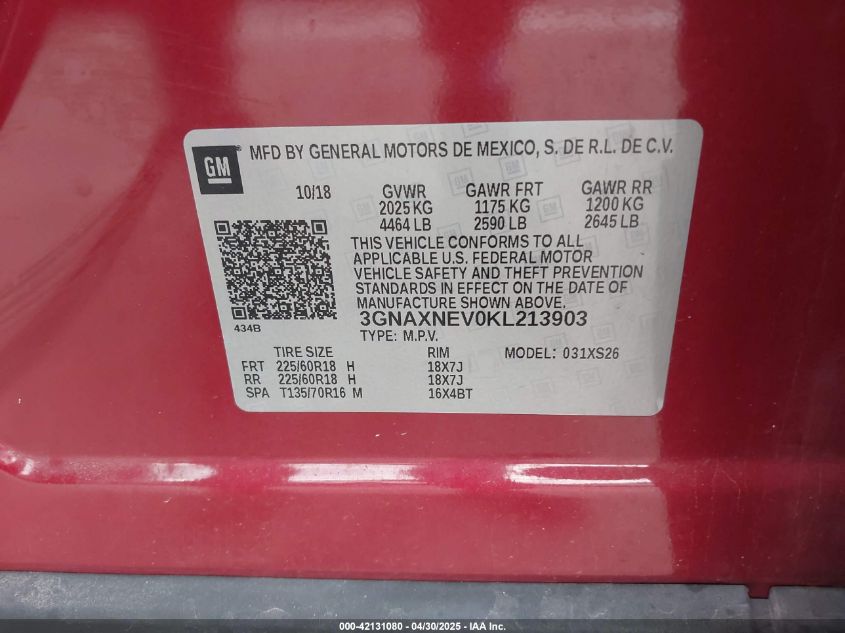 GM
MFD BY GENERAL MOTORS DE MEXICO, S. DE R.L. DE C.V.
10/18 GVWR GAWR FRT GAWR RR
2025 KG 1175 KG 1200 KG
4464 LB 2590 LB 2645 LB
THIS VEHICLE CONFORMS TO ALL
APPLICABLE U.S. FEDERAL MOTOR
VEHICLE SAFETY AND THEFT PREVENTION
STANDARDS IN EFFECT ON THE DATE OF
MANUFACTURE SHOWN ABOVE.
434B
3GNAXNEV0KL213903
TYPE: M.P.V.
TIRE SIZE RIM MODEL: 031XS26
FRT 225/60R18 H 18X7J
RR 225/60R18 H 18X7J
SPA T135/70R16 M 16X4BT
000-42131080 - 04/30/2025 - IAA Inc.